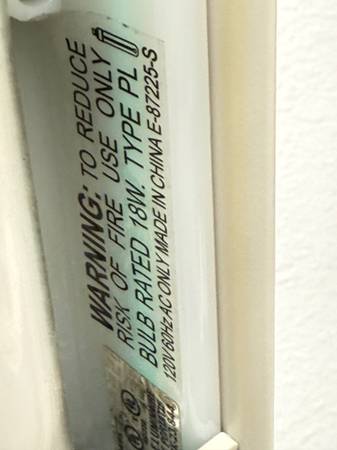 WARNING: TO REDUCE
RISK OF FIRE USE ONLY
BULB RATED 18W. TYPE PL
120V 60Hz AC ONLY MADE IN CHINA E-87225-S